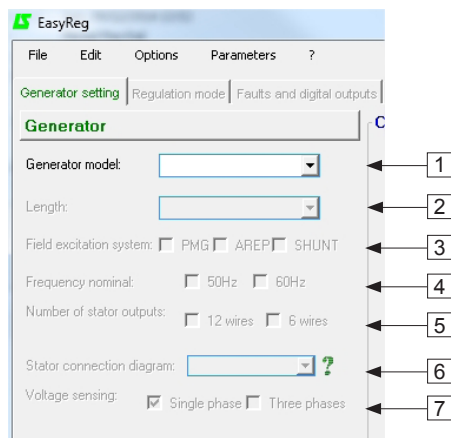 EasyReg
File Edit Options Parameters ?
Generator setting Regulation mode Faults and digital outputs
Generator
Generator model: 1
Length: 2
Field excitation system: PMG AREP SHUNT 3
Frequency nominal: 50Hz 60Hz 4
Number of stator outputs: 12 wires 6 wires 5
Stator connection diagram: ? 6
Voltage sensing: Single phase Three phases 7